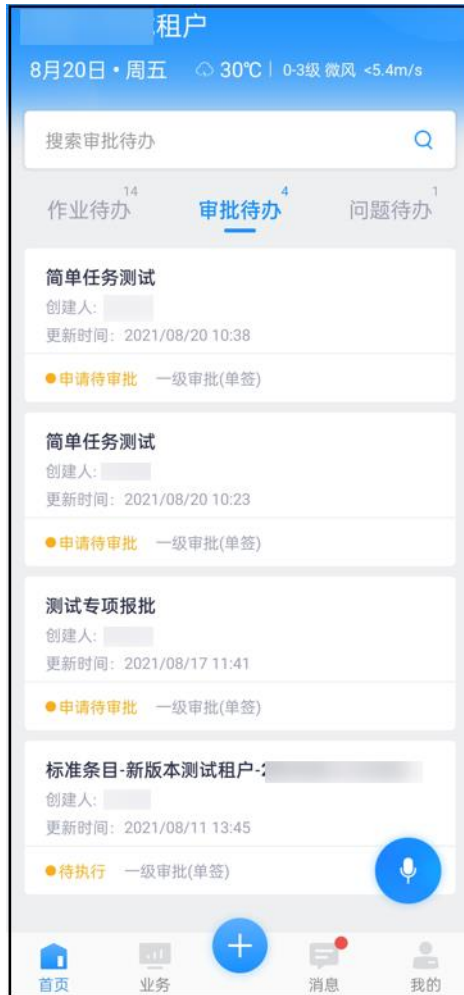 租户
8月20日 • 周五 30℃ | 0-3级 微风 <5.4m/s
搜索审批待办
作业待办 14 审批待办 4 问题待办 1
简单任务测试
创建人:
更新时间: 2021/08/20 10:38
申请待审批 一级审批(单签)
简单任务测试
创建人:
更新时间: 2021/08/20 10:23
申请待审批 一级审批(单签)
测试专项报批
创建人:
更新时间: 2021/08/17 11:41
申请待审批 一级审批(单签)
标准条目-新版本测试租户-
创建人:
更新时间: 2021/08/11 13:45
待执行 一级审批(单签)
首页 业务 消息 我的